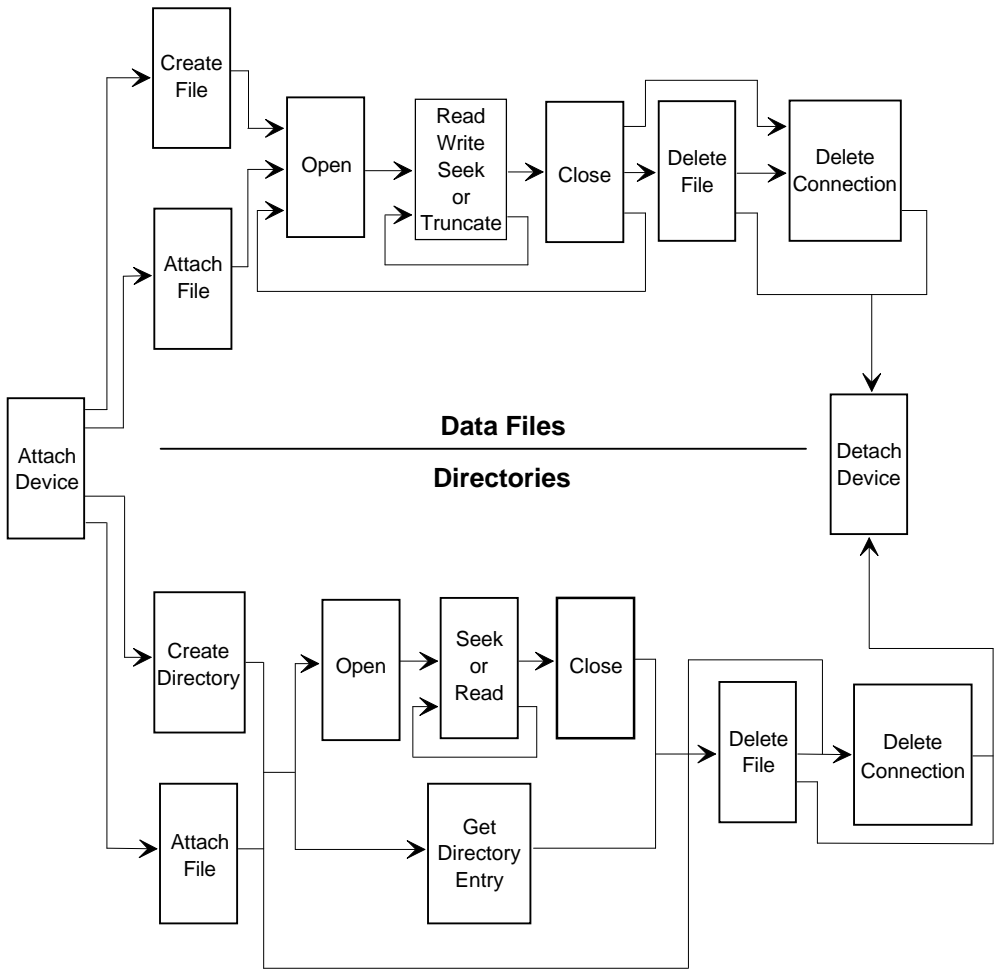 Create
File
Open
Read
Write
Seek
or
Truncate
Close
Delete
File
Delete
Connection
Attach
File
Attach
Device
Data Files
Directories
Detach
Device
Create
Directory
Open
Seek
or
Read
Close
Delete
File
Delete
Connection
Attach
File
Get
Directory
Entry